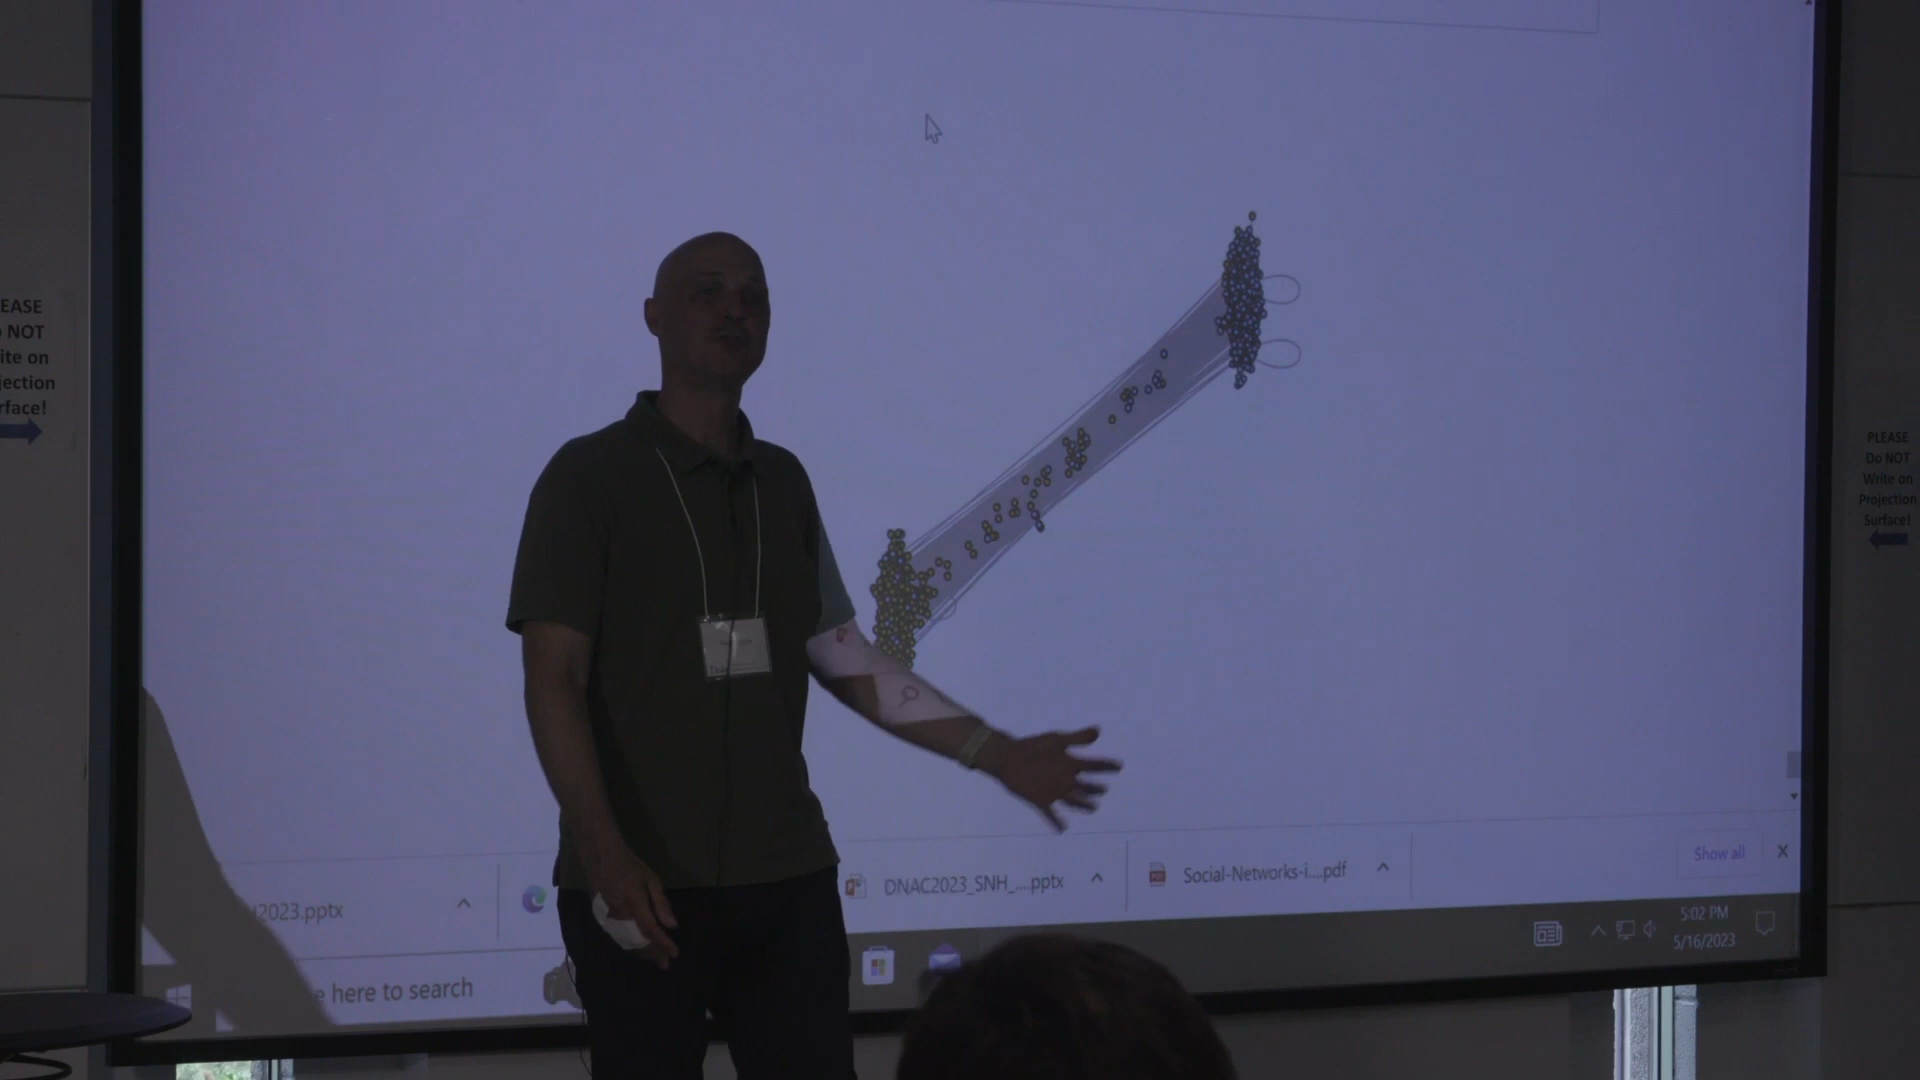 EASE
NOT
ite on
jection
rface!
PLEASE
Do NOT
Write on
Projection
Surface!
2023.pptx
DNAC2023_SNH_....pptx
Social-Networks-i....pdf
Show all
e here to search
5:02 PM
5/16/2023